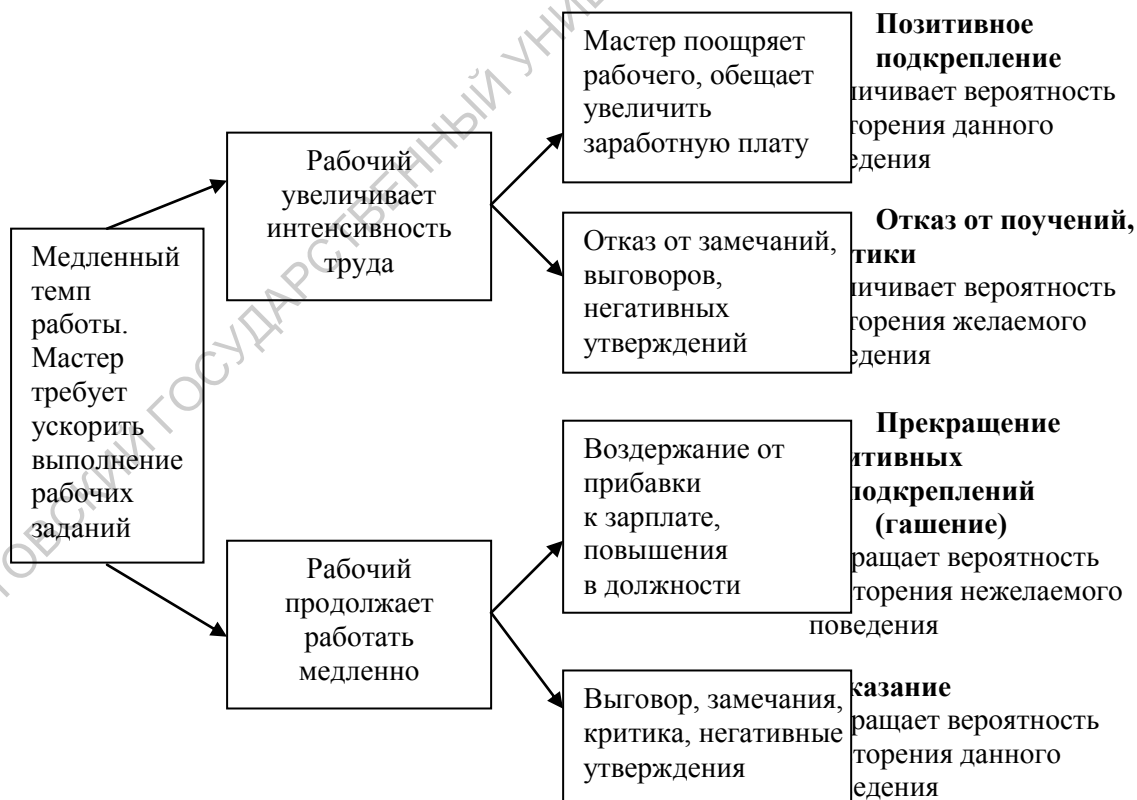 Медленный
темп
работы.
Мастер
требует
ускорить
выполнение
рабочих
заданий
Рабочий
увеличивает
интенсивность
труда
Рабочий
продолжает
работать
медленно
Мастер поощряет
рабочего, обещает
увеличить
заработную плату
Позитивное
подкрепление
ичивает вероятность
торения данного
едения
Отказ от замечаний,
выговоров,
негативных
утверждений
Отказ от поучений,
тики
ичивает вероятность
торения желаемого
едения
Воздержание от
прибавки
к зарплате,
повышения
в должности
Прекращение
итивных
подкреплений
(гашение)
ращает вероятность
торения нежелаемого
поведения
Выговор, замечания,
критика, негативные
утверждения
казание
ращает вероятность
торения данного
едения
ТОВСКИЙ ГОСУДАРСТВЕННЫЙ УНИ